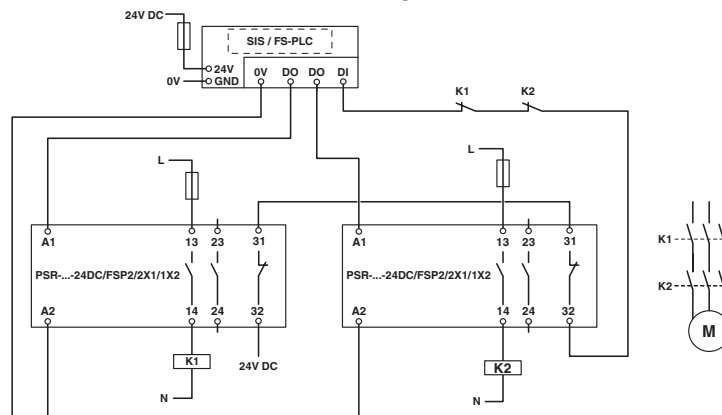 24V DC
SIS / FS-PLC
24V
0V GND
0V DO DO DI
K1 K2
L L
A1 13 23 31 A1 13 23 31
K1
PSR-...-24DC/FSP2/2X1/1X2 PSR-...-24DC/FSP2/2X1/1X2
K2
A2 14 24 32 A2 14 24 32
M
K1 24V DC K2
N N